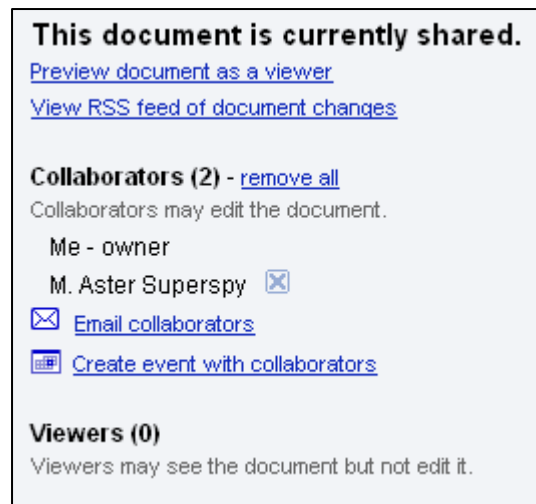 This document is currently shared.
Preview document as a viewer
View RSS feed of document changes
Collaborators (2) - remove all
Collaborators may edit the document.
Me - owner
M. Aster Superspy
Email collaborators
Create event with collaborators
Viewers (0)
Viewers may see the document but not edit it.